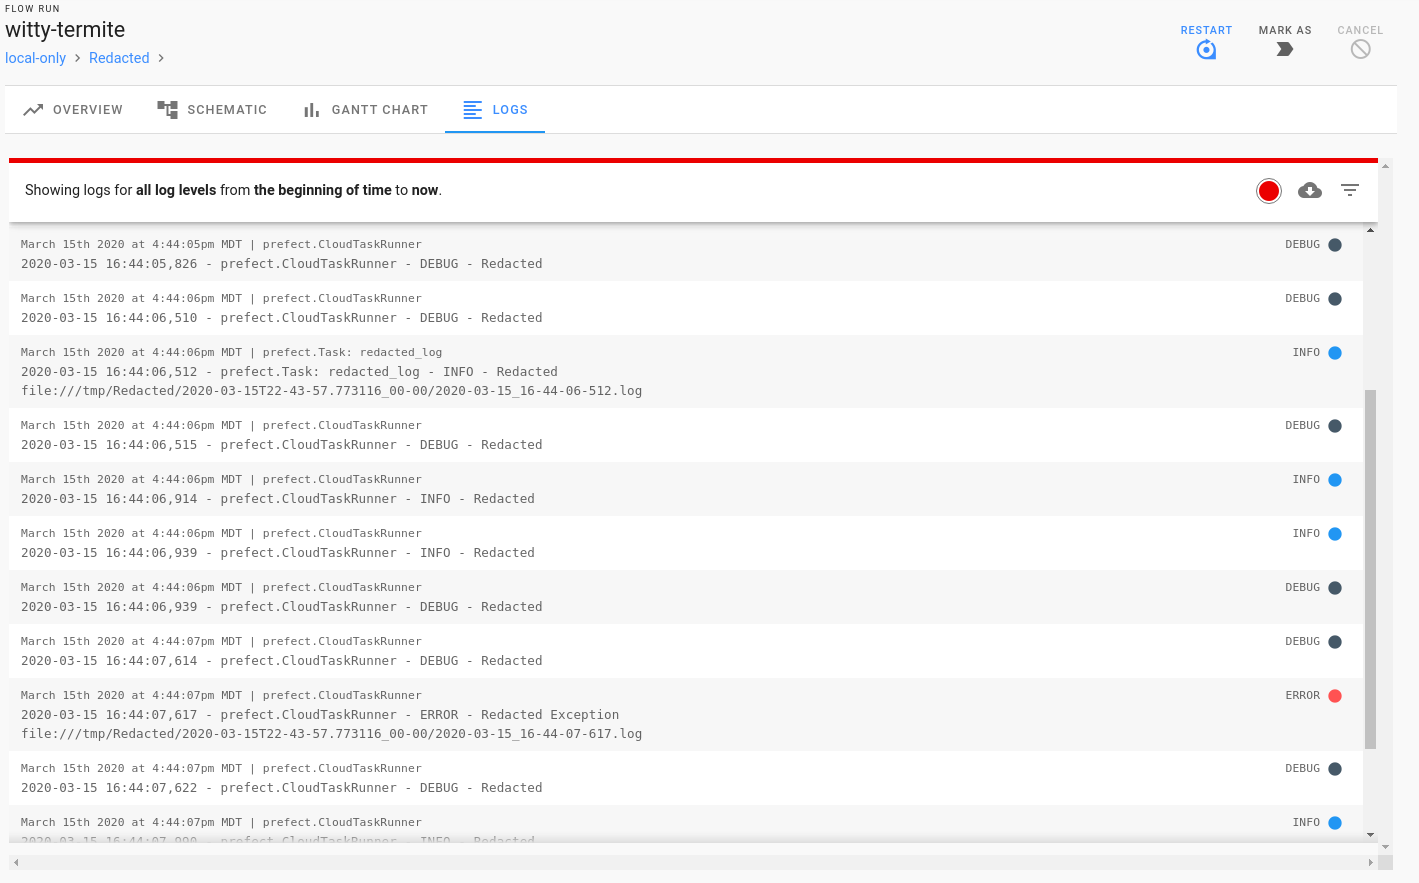 FLOW RUN
witty-termite
local-only > Redacted >
RESTART
MARK AS
CANCEL
OVERVIEW
SCHEMATIC
GANTT CHART
LOGS
Showing logs for all log levels from the beginning of time to now.
March 15th 2020 at 4:44:05pm MDT | prefect.CloudTaskRunner DEBUG
2020-03-15 16:44:05,826 - prefect.CloudTaskRunner - DEBUG - Redacted
March 15th 2020 at 4:44:06pm MDT | prefect.CloudTaskRunner DEBUG
2020-03-15 16:44:06,510 - prefect.CloudTaskRunner - DEBUG - Redacted
March 15th 2020 at 4:44:06pm MDT | prefect.Task: redacted_log INFO
2020-03-15 16:44:06,512 - prefect.Task: redacted_log - INFO - Redacted
file:///tmp/Redacted/2020-03-15T22-43-57.773116_00-00/2020-03-15_16-44-06-512.log
March 15th 2020 at 4:44:06pm MDT | prefect.CloudTaskRunner DEBUG
2020-03-15 16:44:06,515 - prefect.CloudTaskRunner - DEBUG - Redacted
March 15th 2020 at 4:44:06pm MDT | prefect.CloudTaskRunner INFO
2020-03-15 16:44:06,914 - prefect.CloudTaskRunner - INFO - Redacted
March 15th 2020 at 4:44:06pm MDT | prefect.CloudTaskRunner INFO
2020-03-15 16:44:06,939 - prefect.CloudTaskRunner - INFO - Redacted
March 15th 2020 at 4:44:06pm MDT | prefect.CloudTaskRunner DEBUG
2020-03-15 16:44:06,939 - prefect.CloudTaskRunner - DEBUG - Redacted
March 15th 2020 at 4:44:07pm MDT | prefect.CloudTaskRunner DEBUG
2020-03-15 16:44:07,614 - prefect.CloudTaskRunner - DEBUG - Redacted
March 15th 2020 at 4:44:07pm MDT | prefect.CloudTaskRunner ERROR
2020-03-15 16:44:07,617 - prefect.CloudTaskRunner - ERROR - Redacted Exception
file:///tmp/Redacted/2020-03-15T22-43-57.773116_00-00/2020-03-15_16-44-07-617.log
March 15th 2020 at 4:44:07pm MDT | prefect.CloudTaskRunner DEBUG
2020-03-15 16:44:07,622 - prefect.CloudTaskRunner - DEBUG - Redacted
March 15th 2020 at 4:44:07pm MDT | prefect.CloudTaskRunner INFO
2020-03-15 - prefect.CloudTaskRunner - INFO - Redacted